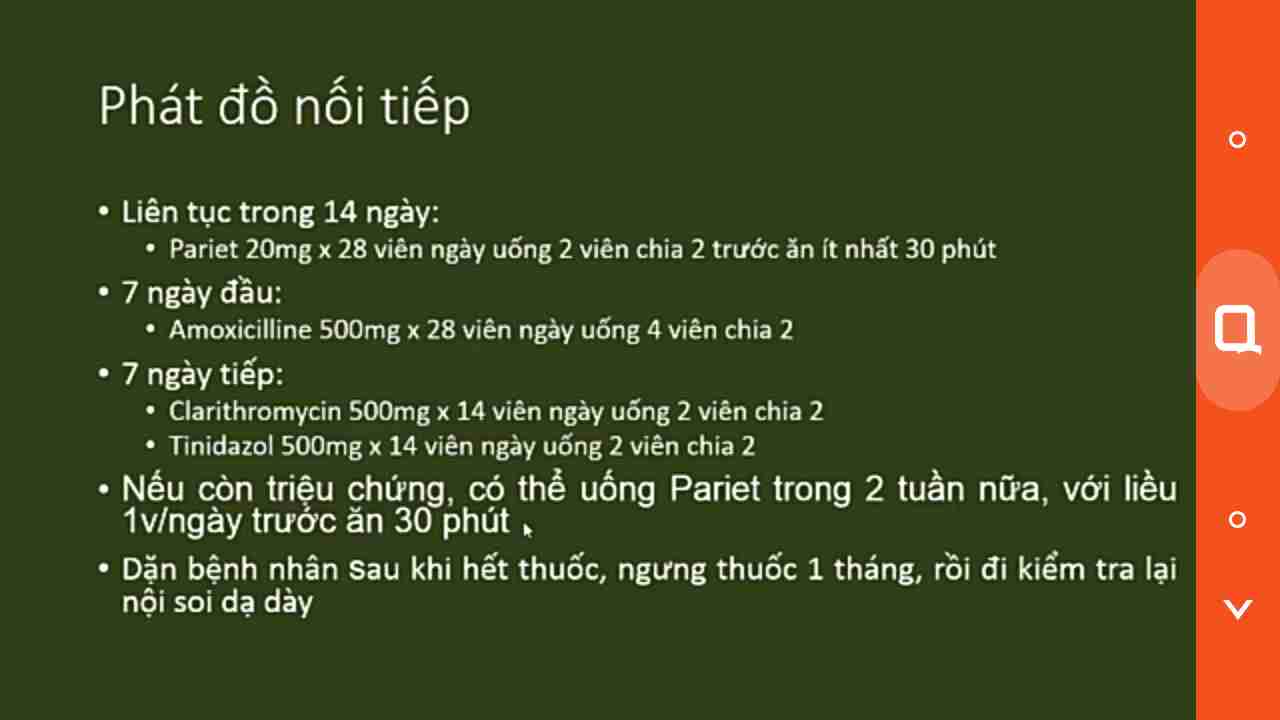 Phát đồ nối tiếp
• Liên tục trong 14 ngày:
• Pariet 20mg x 28 viên ngày uống 2 viên chia 2 trước ăn ít nhất 30 phút
• 7 ngày đầu:
• Amoxicilline 500mg x 28 viên ngày uống 4 viên chia 2
• 7 ngày tiếp:
• Clarithromycin 500mg x 14 viên ngày uống 2 viên chia 2
• Tinidazol 500mg x 14 viên ngày uống 2 viên chia 2
• Nếu còn triệu chứng, có thể uống Pariet trong 2 tuần nữa, với liều
1v/ngày trước ăn 30 phút
• Dặn bệnh nhân sau khi hết thuốc, ngưng thuốc 1 tháng, rồi đi kiểm tra lại
nội soi dạ dày